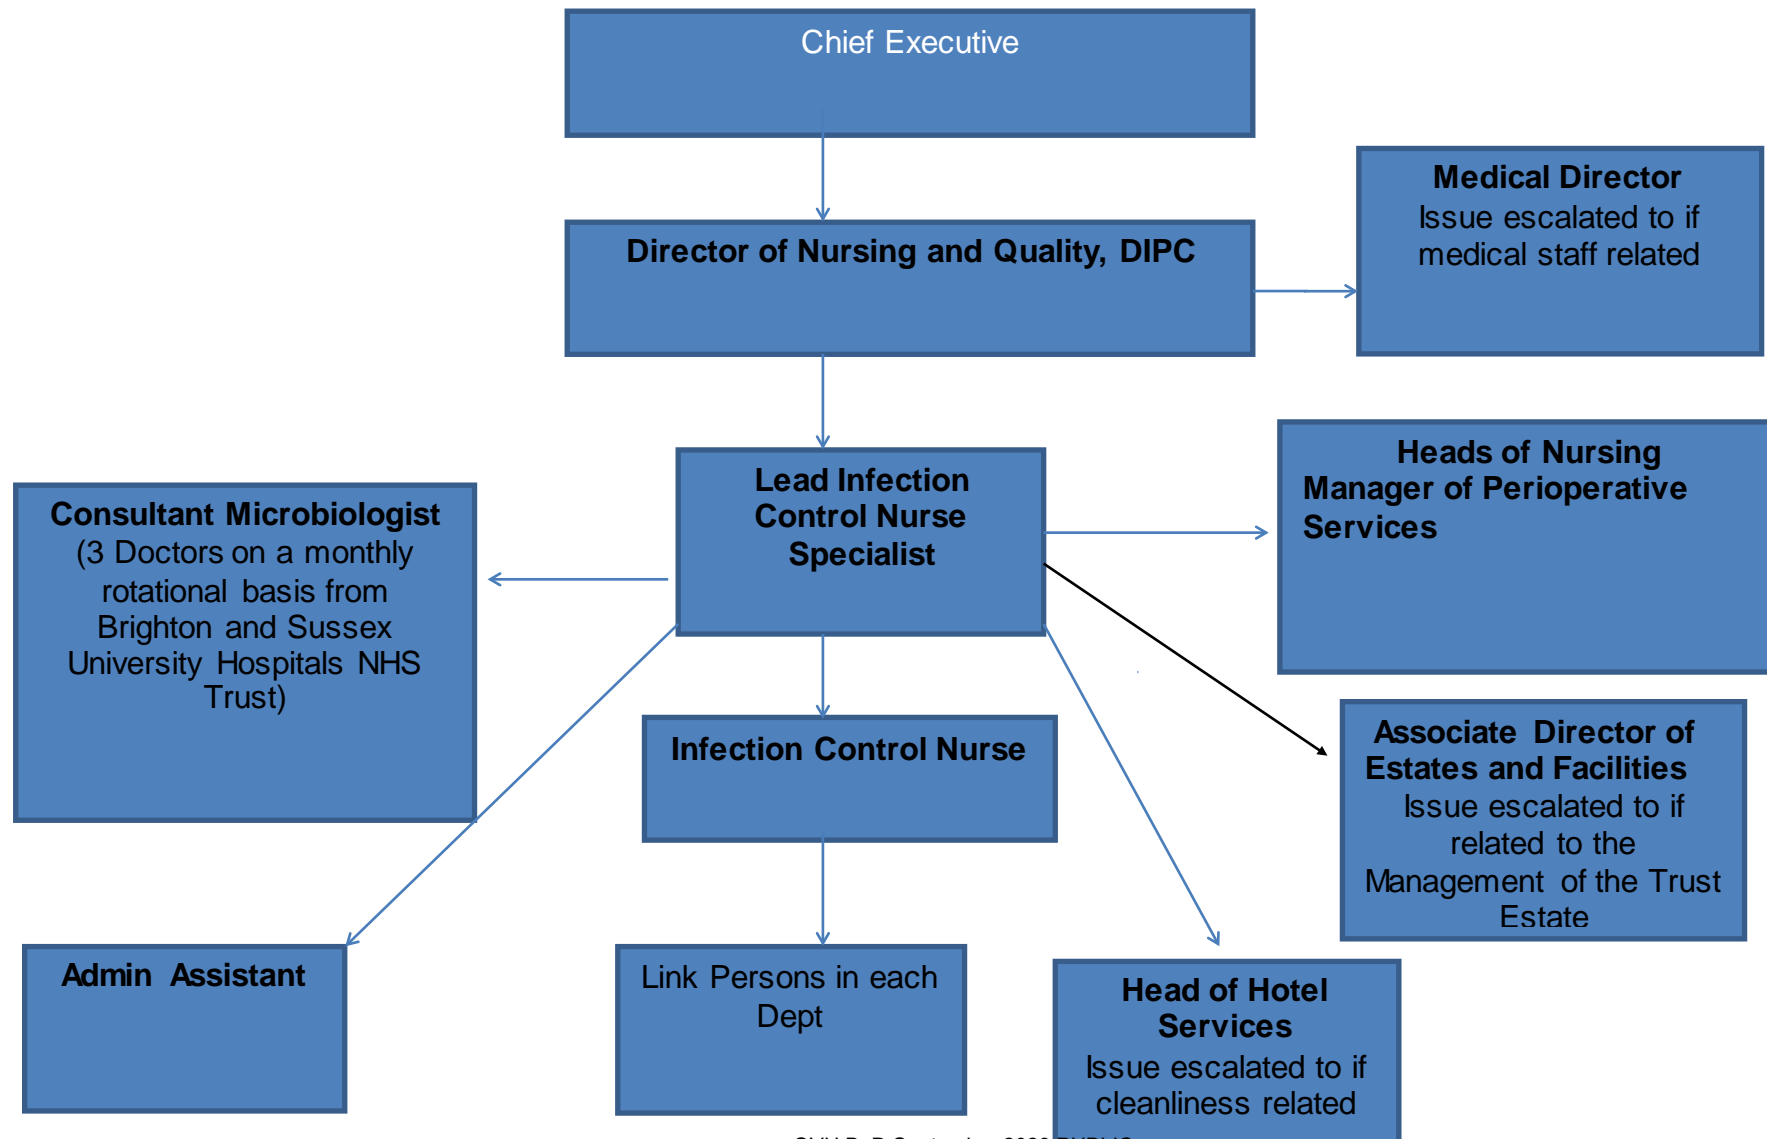 Chief Executive
Medical Director
Issue escalated to if
medical staff related
Director of Nursing and Quality, DIPC
Heads of Nursing
Manager of Perioperative
Services
Lead Infection
Control Nurse
Specialist
Consultant Microbiologist
(3 Doctors on a monthly
rotational basis from
Brighton and Sussex
University Hospitals NHS
Trust)
Infection Control Nurse
Associate Director of
Estates and Facilities
Issue escalated to if
related to the
Management of the Trust
Estate
Admin Assistant
Link Persons in each
Dept
Head of Hotel
Services
Issue escalated to if
cleanliness related